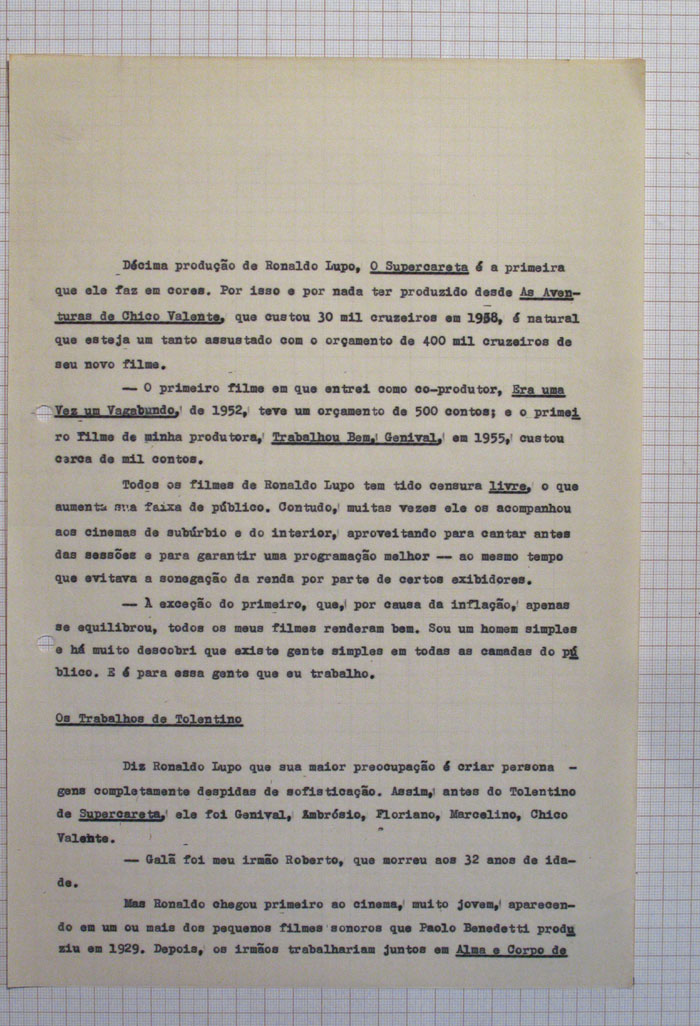 Décima produção de Ronaldo Lupo, O Supercareta é a primeira
que ele faz em cores. Por isso e por nada ter produzido desde As Aven-
turas de Chico Valente, que custou 30 mil cruzeiros em 1958, é natural
que esteja um tanto assustado com o orçamento de 400 mil cruzeiros de
seu novo filme.
— O primeiro filme em que entrei como co-produtor, Era uma
Vez um Vagabundo, de 1952, teve um orçamento de 500 contos; e o primei
ro filme de minha produtora, Trabalhou Bem, Genival, em 1955, custou
cerca de mil contos.
Todos os filmes de Ronaldo Lupo tem tido censura livre, o que
aumenta sua faixa de público. Contudo, muitas vezes ele os acompanhou
aos cinemas de subúrbio e do interior, aproveitando para cantar antes
das sessões e para garantir uma programação melhor — ao mesmo tempo
que evitava a sonegação da renda por parte de certos exibidores.
— A exceção do primeiro, que, por causa da inflação, apenas
se equilibrou, todos os meus filmes renderam bem. Sou um homem simples
e há muito descobri que existe gente simples em todas as camadas do pú
blico. E é para essa gente que eu trabalho.
Os Trabalhos de Tolentino
Diz Ronaldo Lupo que sua maior preocupação é criar persona -
gens completamente despidas de sofisticação. Assim, antes do Tolentino
de Supercareta, ele foi Genival, Ambrósio, Floriano, Marcelino, Chico
Valente.
— Galã foi meu irmão Roberto, que morreu aos 32 anos de ida-
de.
Mas Ronaldo chegou primeiro ao cinema, muito jovem, aparecen-
do em um ou mais dos pequenos filmes sonoros que Paolo Benedetti produ
ziu em 1929. Depois, os irmãos trabalhariam juntos em Alma e Corpo de